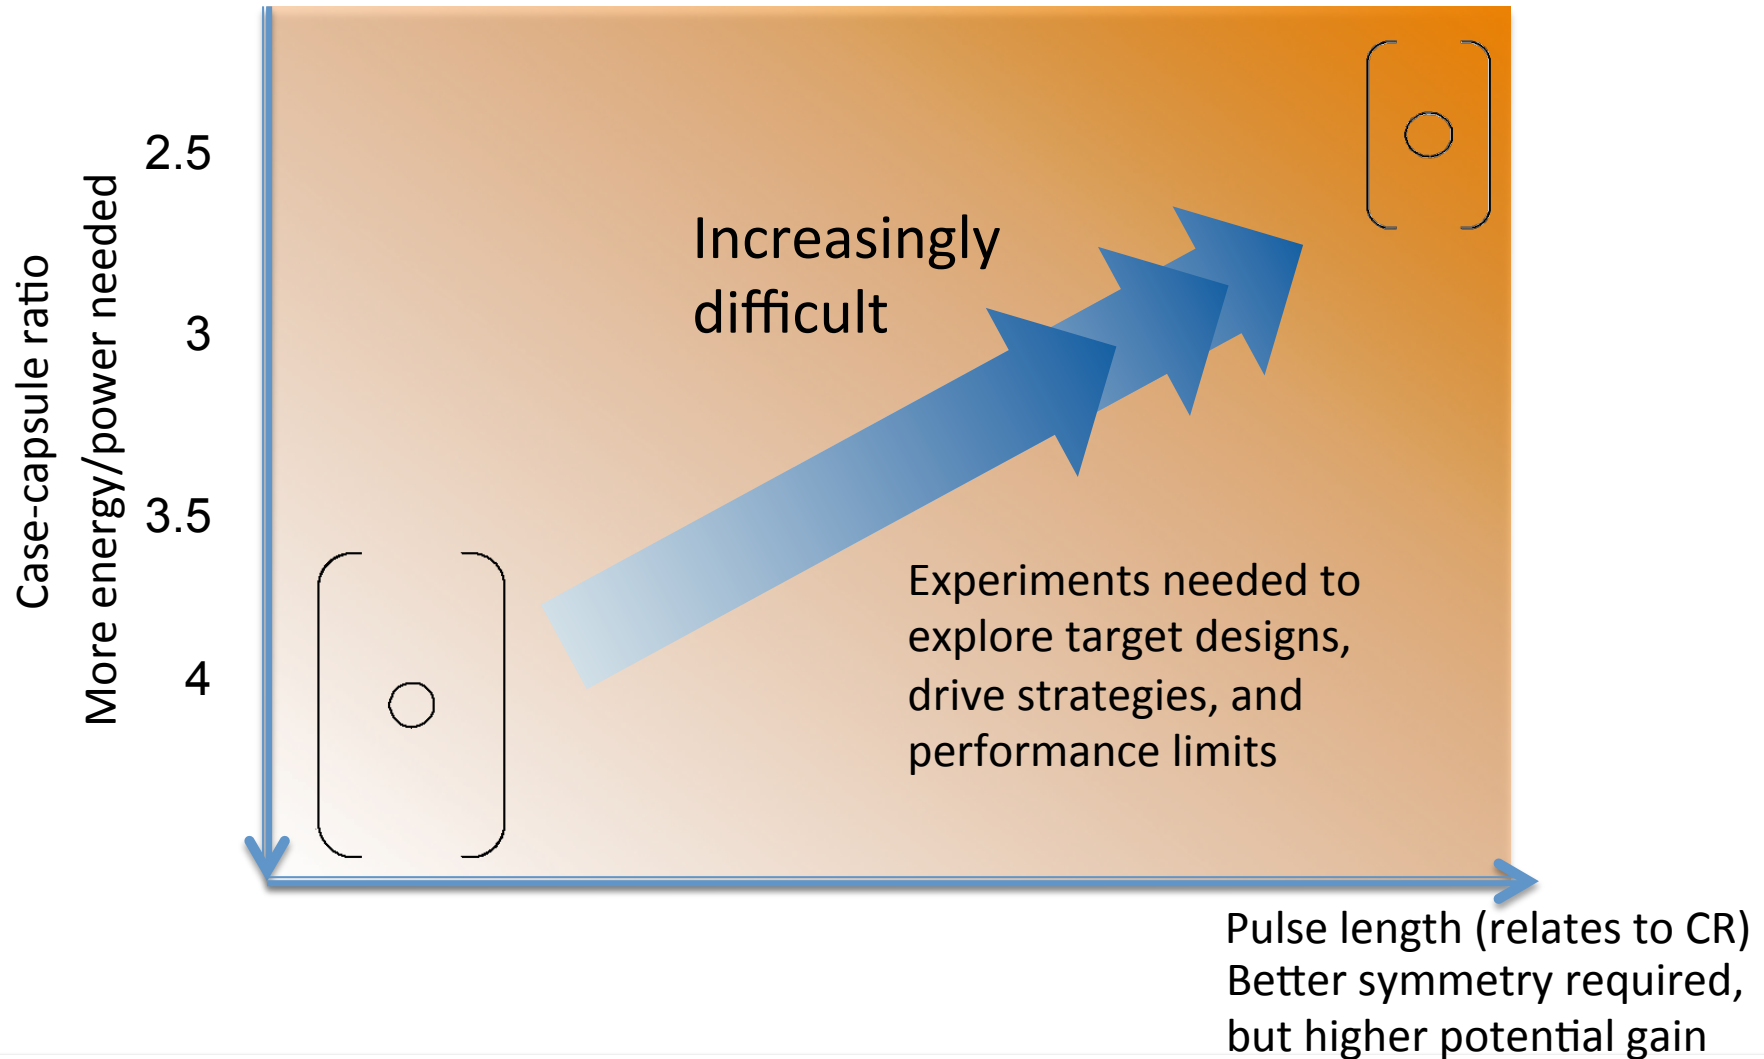 Case-capsule ratio
More energy/power needed
2.5
3
3.5
4
Increasingly
difficult
Experiments needed to
explore target designs,
drive strategies, and
performance limits
Pulse length (relates to CR)
Better symmetry required,
but higher potential gain